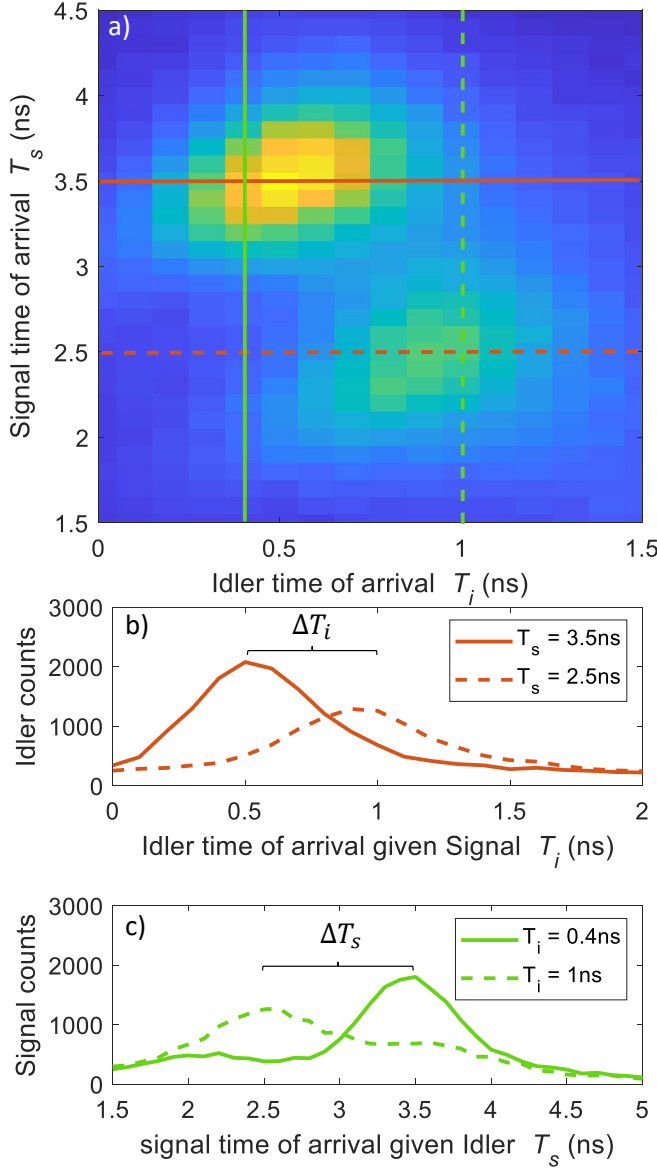 a)
4.5
4
3.5
3
2.5
2
1.5
Signal time of arrival T_s (ns)
0 0.5 1 1.5
Idler time of arrival T_i (ns)
b)
ΔT_i
T_s = 3.5ns
T_s = 2.5ns
3000
2000
1000
0
Idler counts
0 0.5 1 1.5 2
Idler time of arrival given Signal T_i (ns)
c)
ΔT_s
T_i = 0.4ns
T_i = 1ns
3000
2000
1000
0
Signal counts
1.5 2 2.5 3 3.5 4 4.5 5
signal time of arrival given Idler T_s (ns)